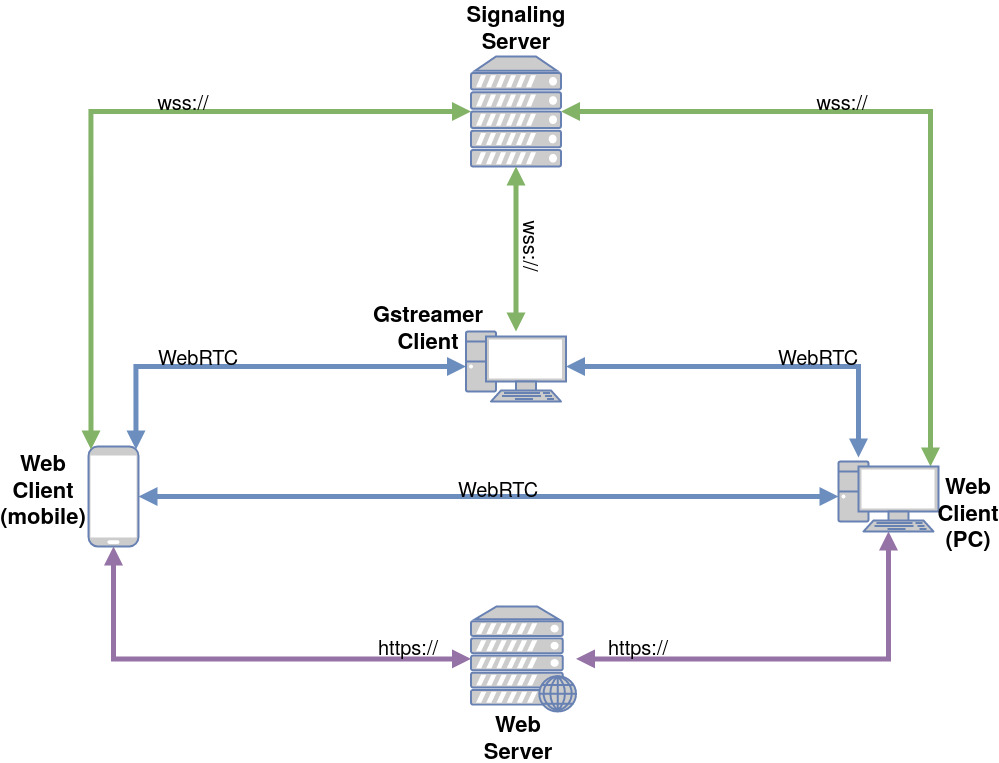 Signaling
Server
wss://
wss://
wss://
Gstreamer
Client
WebRTC
WebRTC
Web
Client
(mobile)
WebRTC
Web
Client
(PC)
https://
https://
Web
Server